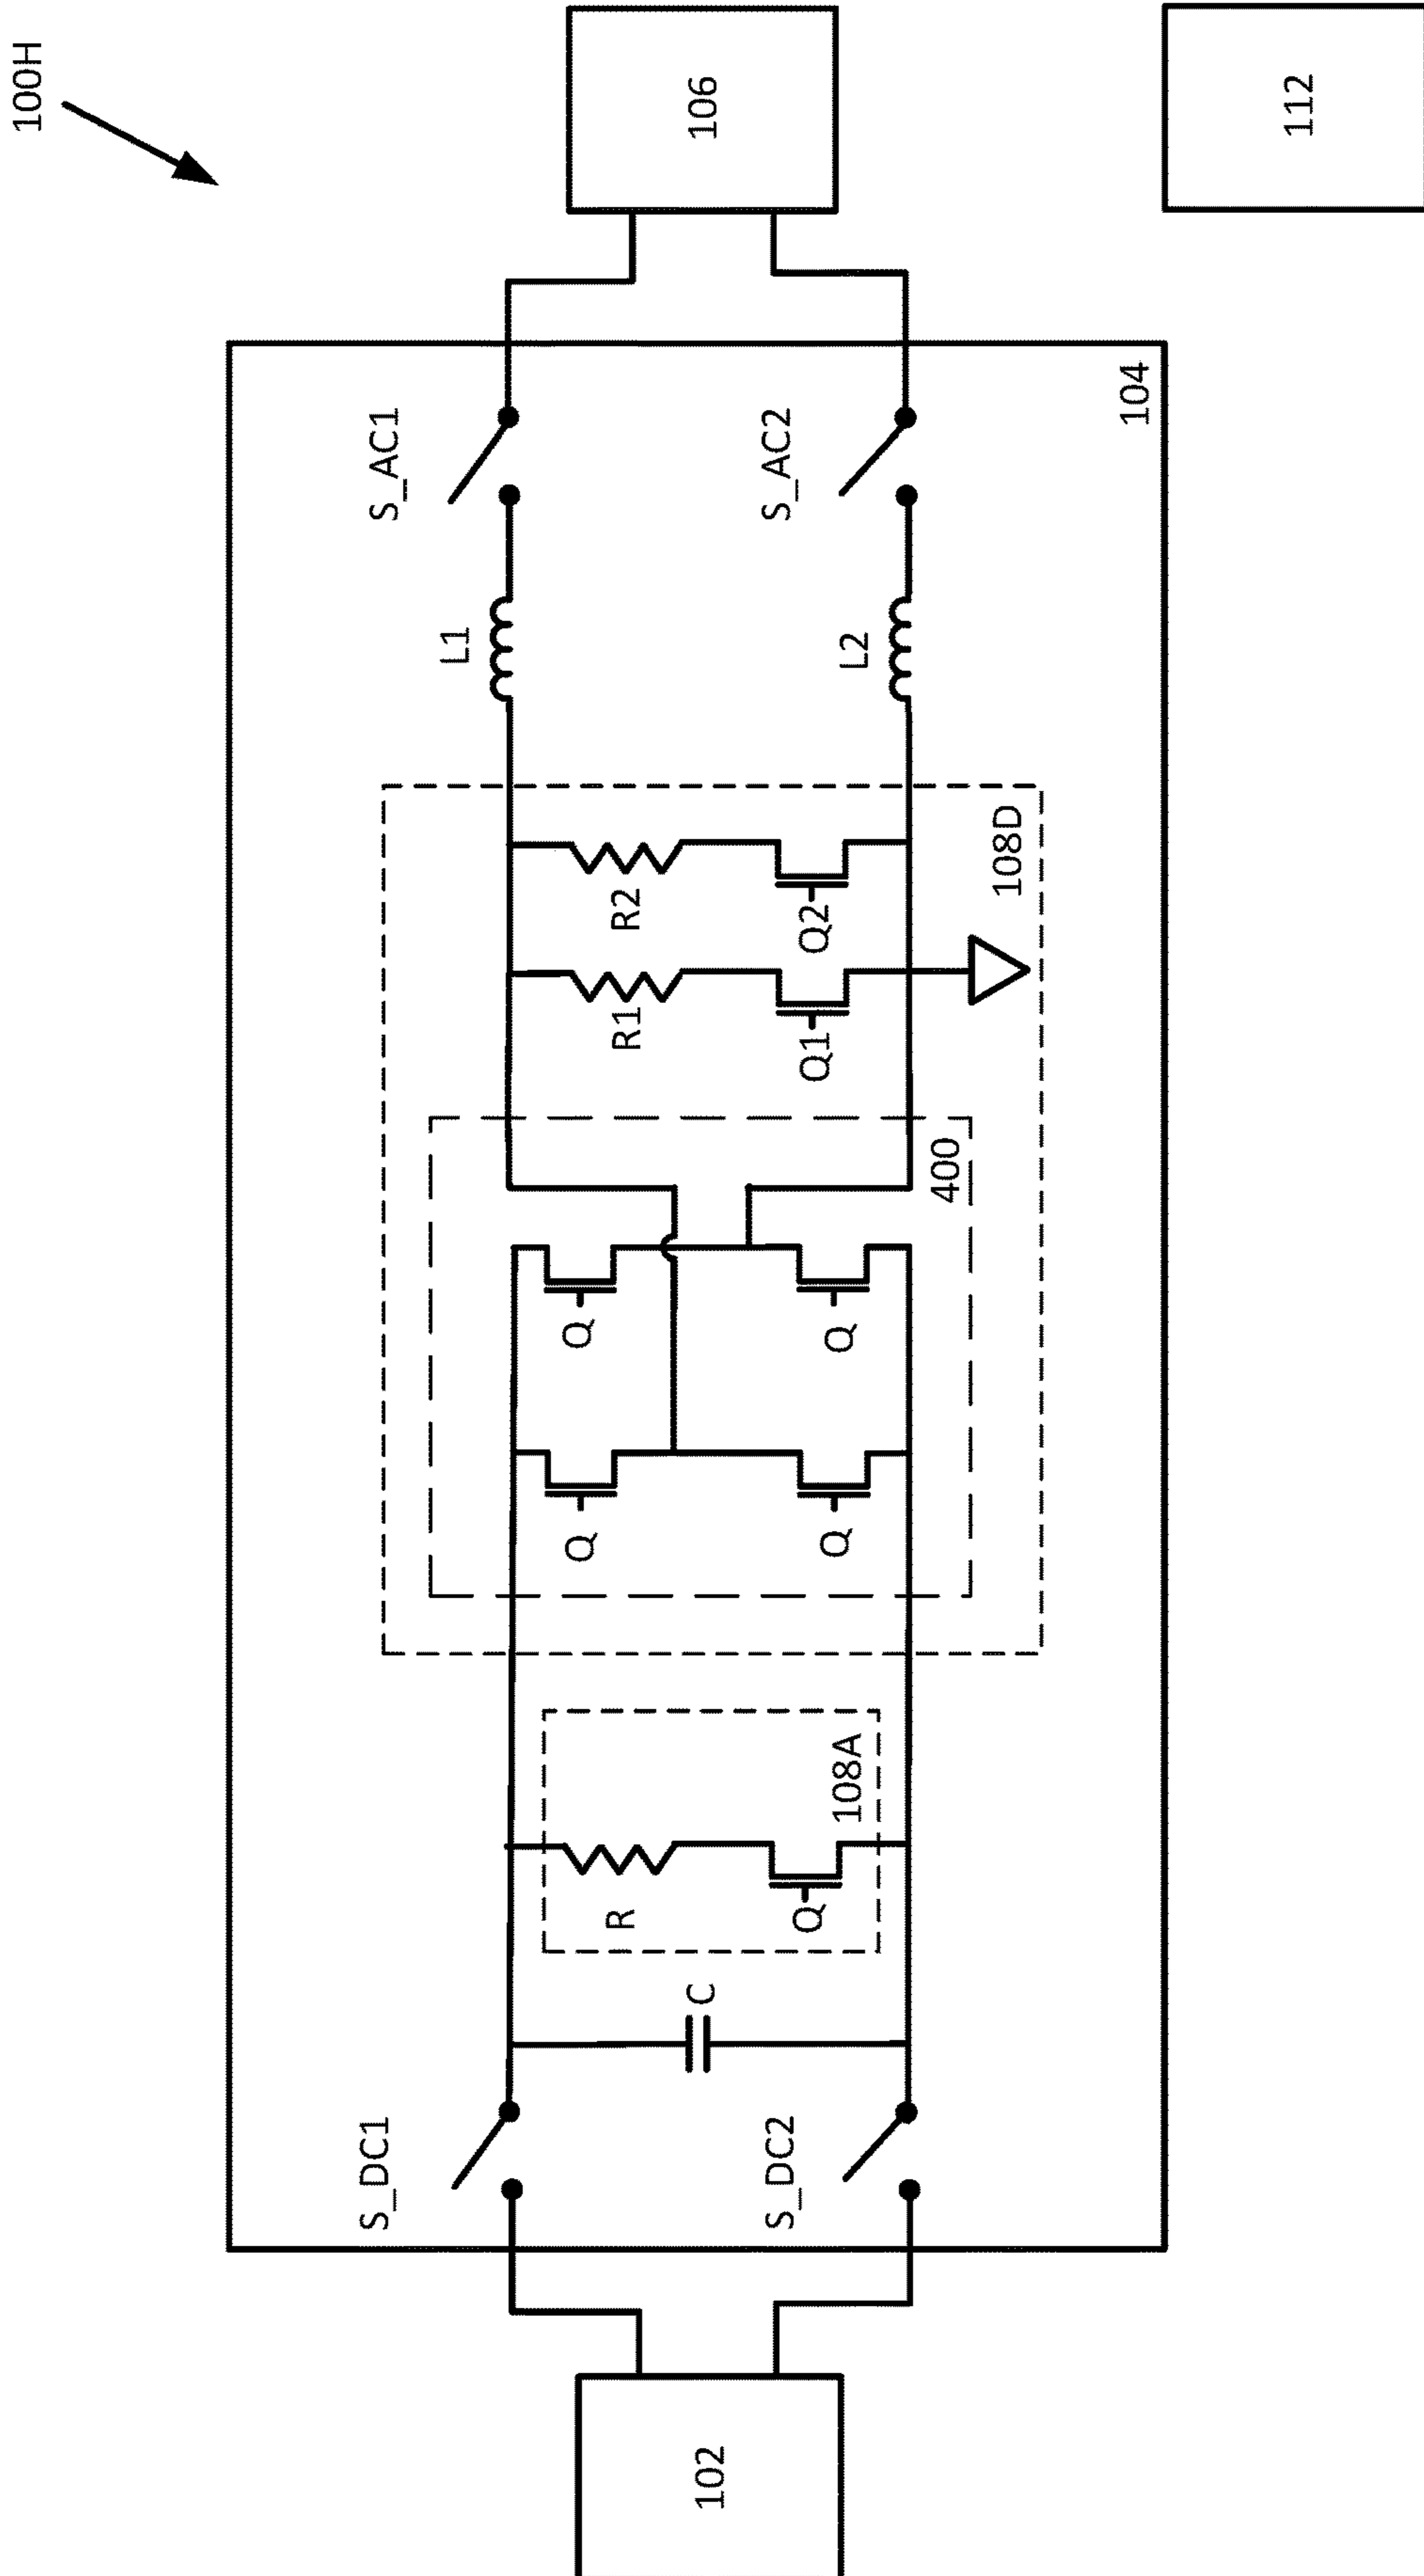 100H
106
112
104
S_AC1
S_AC2
L1
L2
108D
R2
Q2
R1
Q1
400
Q
Q
Q
Q
108A
R
Q
C
S_DC1
S_DC2
102